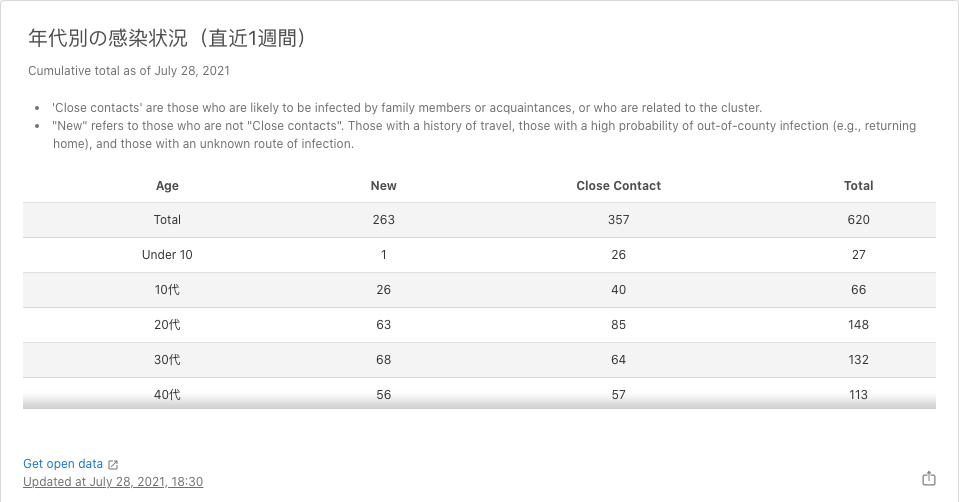 年代別の感染状況（直近1週間）
Cumulative total as of July 28, 2021
• 'Close contacts' are those who are likely to be infected by family members or acquaintances, or who are related to the cluster.
• "New" refers to those who are not "Close contacts". Those with a history of travel, those with a high probability of out-of-county infection (e.g., returning
home), and those with an unknown route of infection.
Age New Close Contact Total
Total 263 357 620
Under 10 1 26 27
10代 26 40 66
20代 63 85 148
30代 68 64 132
40代 56 57 113
Get open data
Updated at July 28, 2021, 18:30